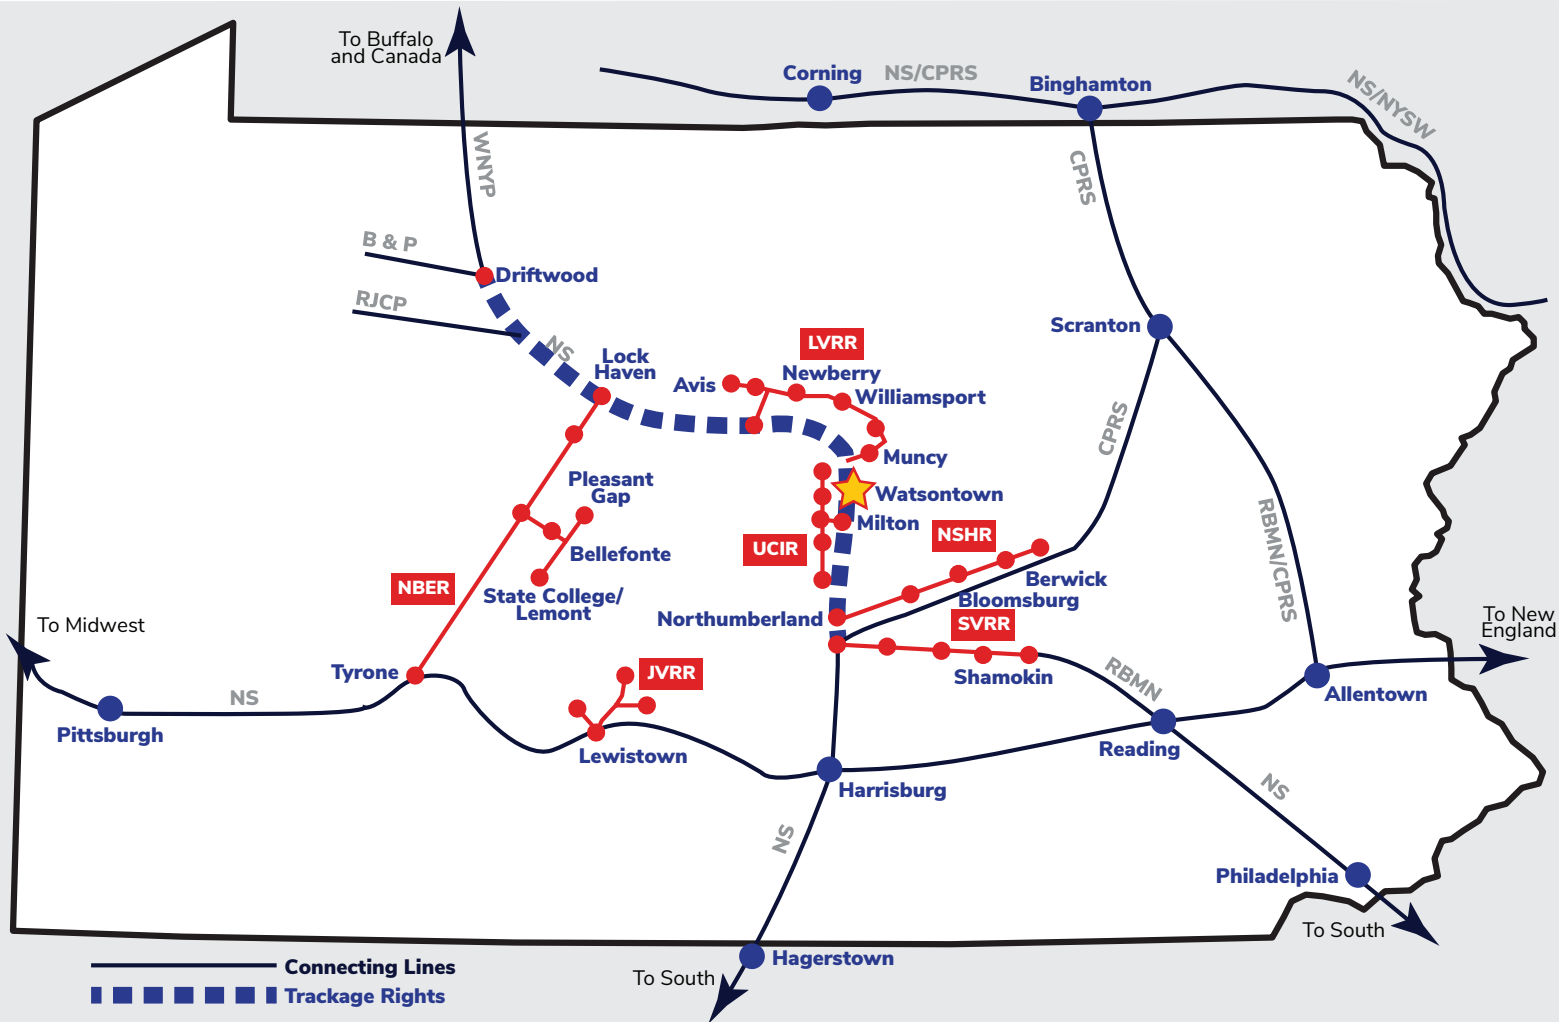 To Buffalo
and Canada
Corning
NS/CPRS
Binghamton
NS/NYSW
WNYP
CPRS
B & P
Driftwood
RJCP
NS
Lock
Haven
LVRR
Avis
Newberry
Williamsport
Scranton
Muncy
CPRS
Pleasant
Gap
Watsontown
Milton
RBMN/CPRS
UCIR
NSHR
Bellefonte
NBER
State College/
Lemont
Berwick
Bloomsburg
Northumberland
SVRR
To Midwest
To New
England
Tyrone
JVRR
Shamokin
RBMN
NS
Allentown
Pittsburgh
Lewistown
Reading
Harrisburg
NS
NS
Philadelphia
To South
Hagerstown
To South
Connecting Lines
Trackage Rights